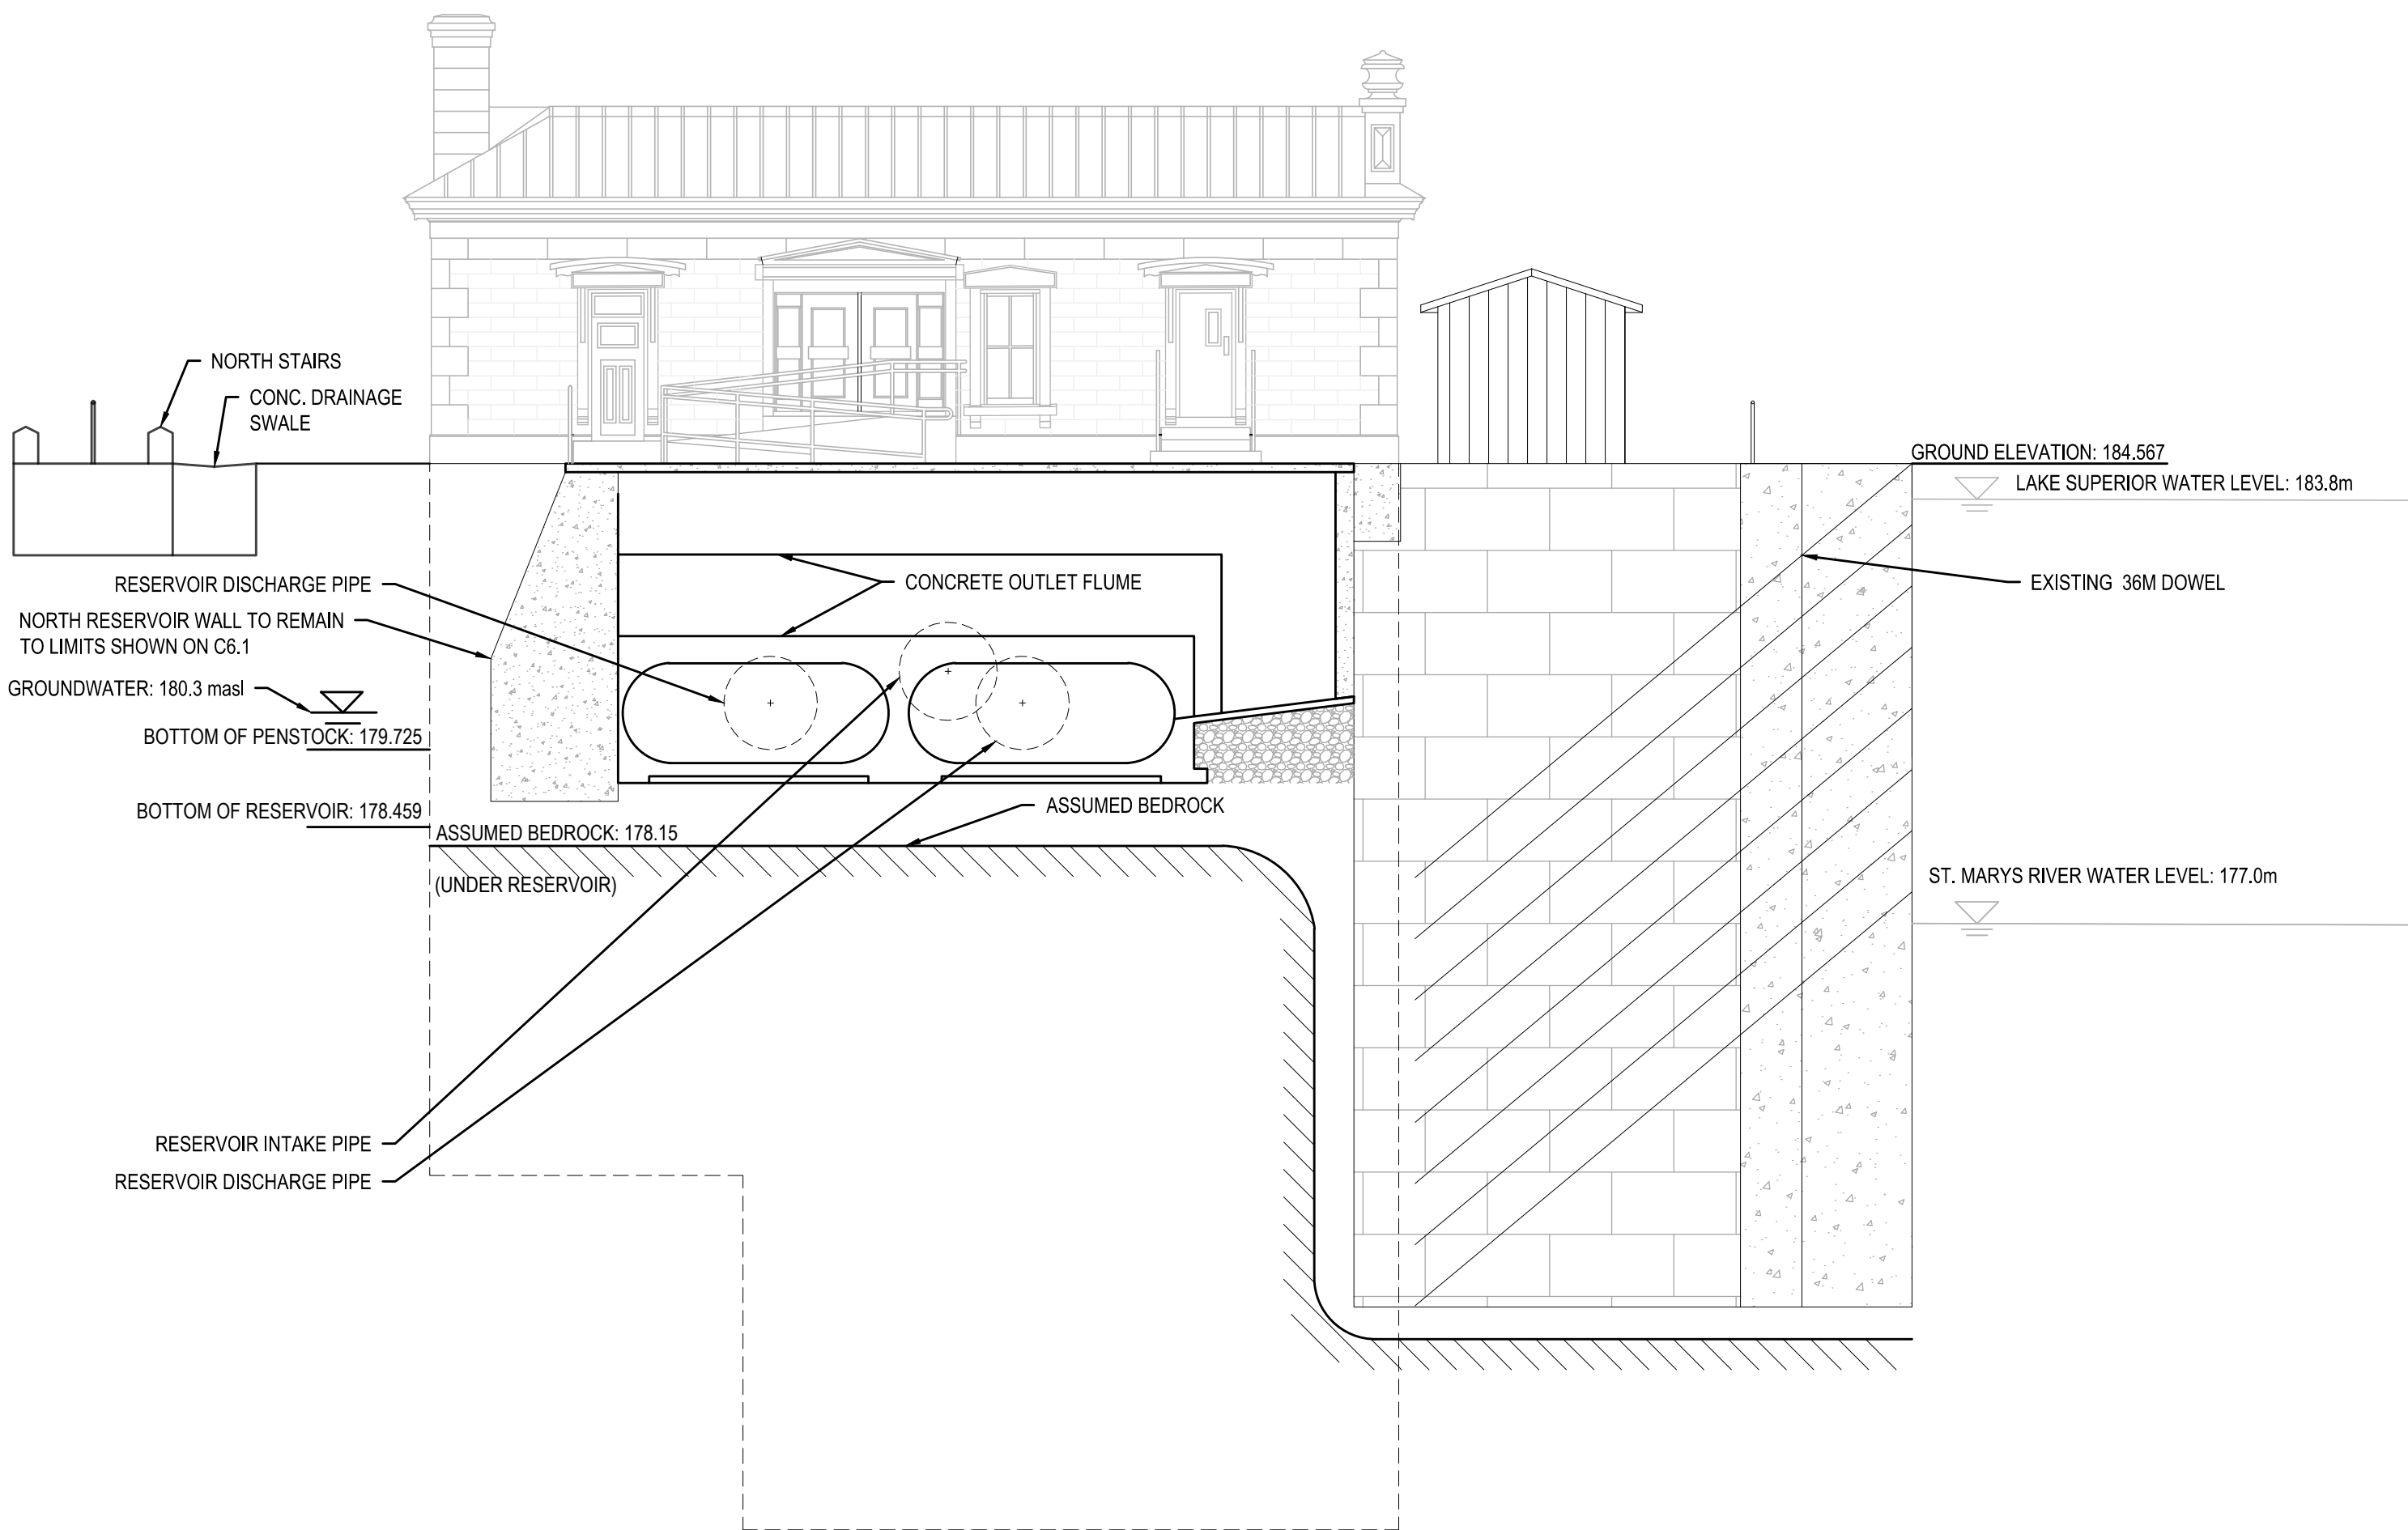 NORTH STAIRS
CONC. DRAINAGE
SWALE
GROUND ELEVATION: 184.567
LAKE SUPERIOR WATER LEVEL: 183.8m
RESERVOIR DISCHARGE PIPE
CONCRETE OUTLET FLUME
EXISTING 36M DOWEL
NORTH RESERVOIR WALL TO REMAIN
TO LIMITS SHOWN ON C6.1
GROUNDWATER: 180.3 masl
BOTTOM OF PENSTOCK: 179.725
BOTTOM OF RESERVOIR: 178.459
ASSUMED BEDROCK
ASSUMED BEDROCK: 178.15
(UNDER RESERVOIR)
ST. MARYS RIVER WATER LEVEL: 177.0m
RESERVOIR INTAKE PIPE
RESERVOIR DISCHARGE PIPE